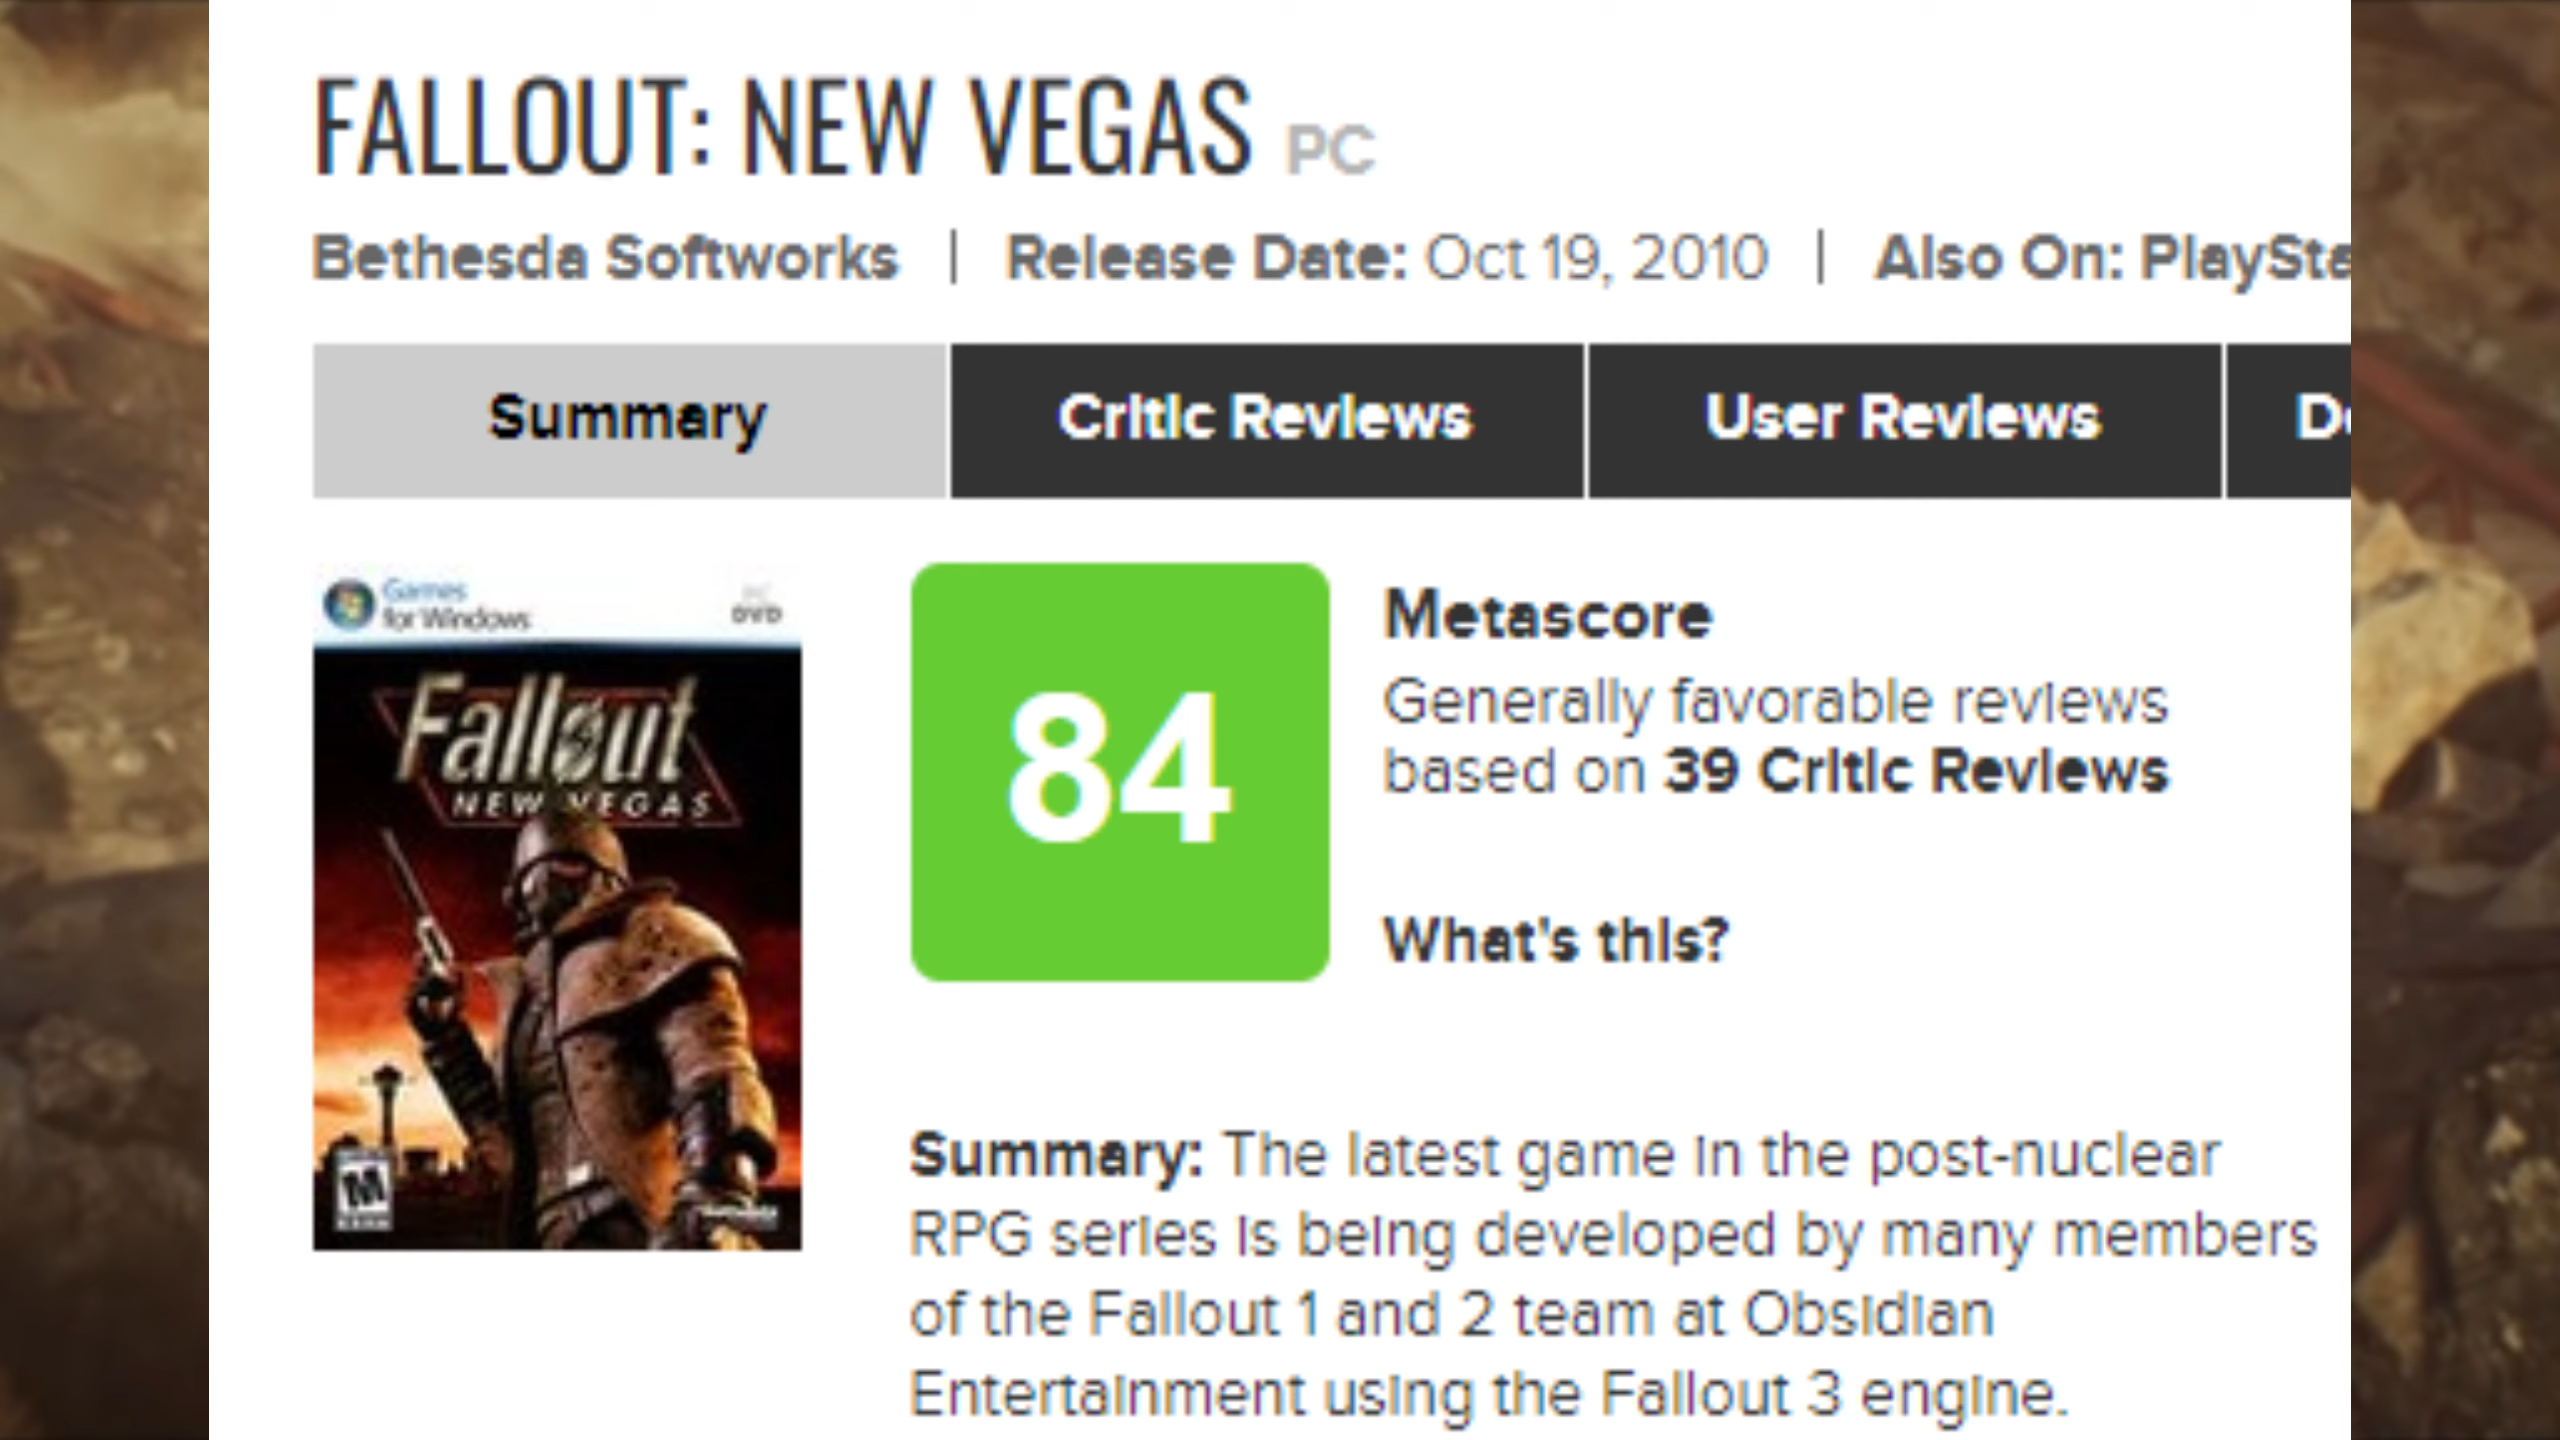 FALLOUT: NEW VEGAS PC
Bethesda Softworks | Release Date: Oct 19, 2010 | Also On: PlaySta
Summary
Critic Reviews
User Reviews
Games
for Windows
PC
DVD
Fallout
NEW VEGAS
M
84
Metascore
Generally favorable reviews
based on 39 Critic Reviews
What's this?
Summary: The latest game in the post-nuclear
RPG series is being developed by many members
of the Fallout 1 and 2 team at Obsidian
Entertainment using the Fallout 3 engine.